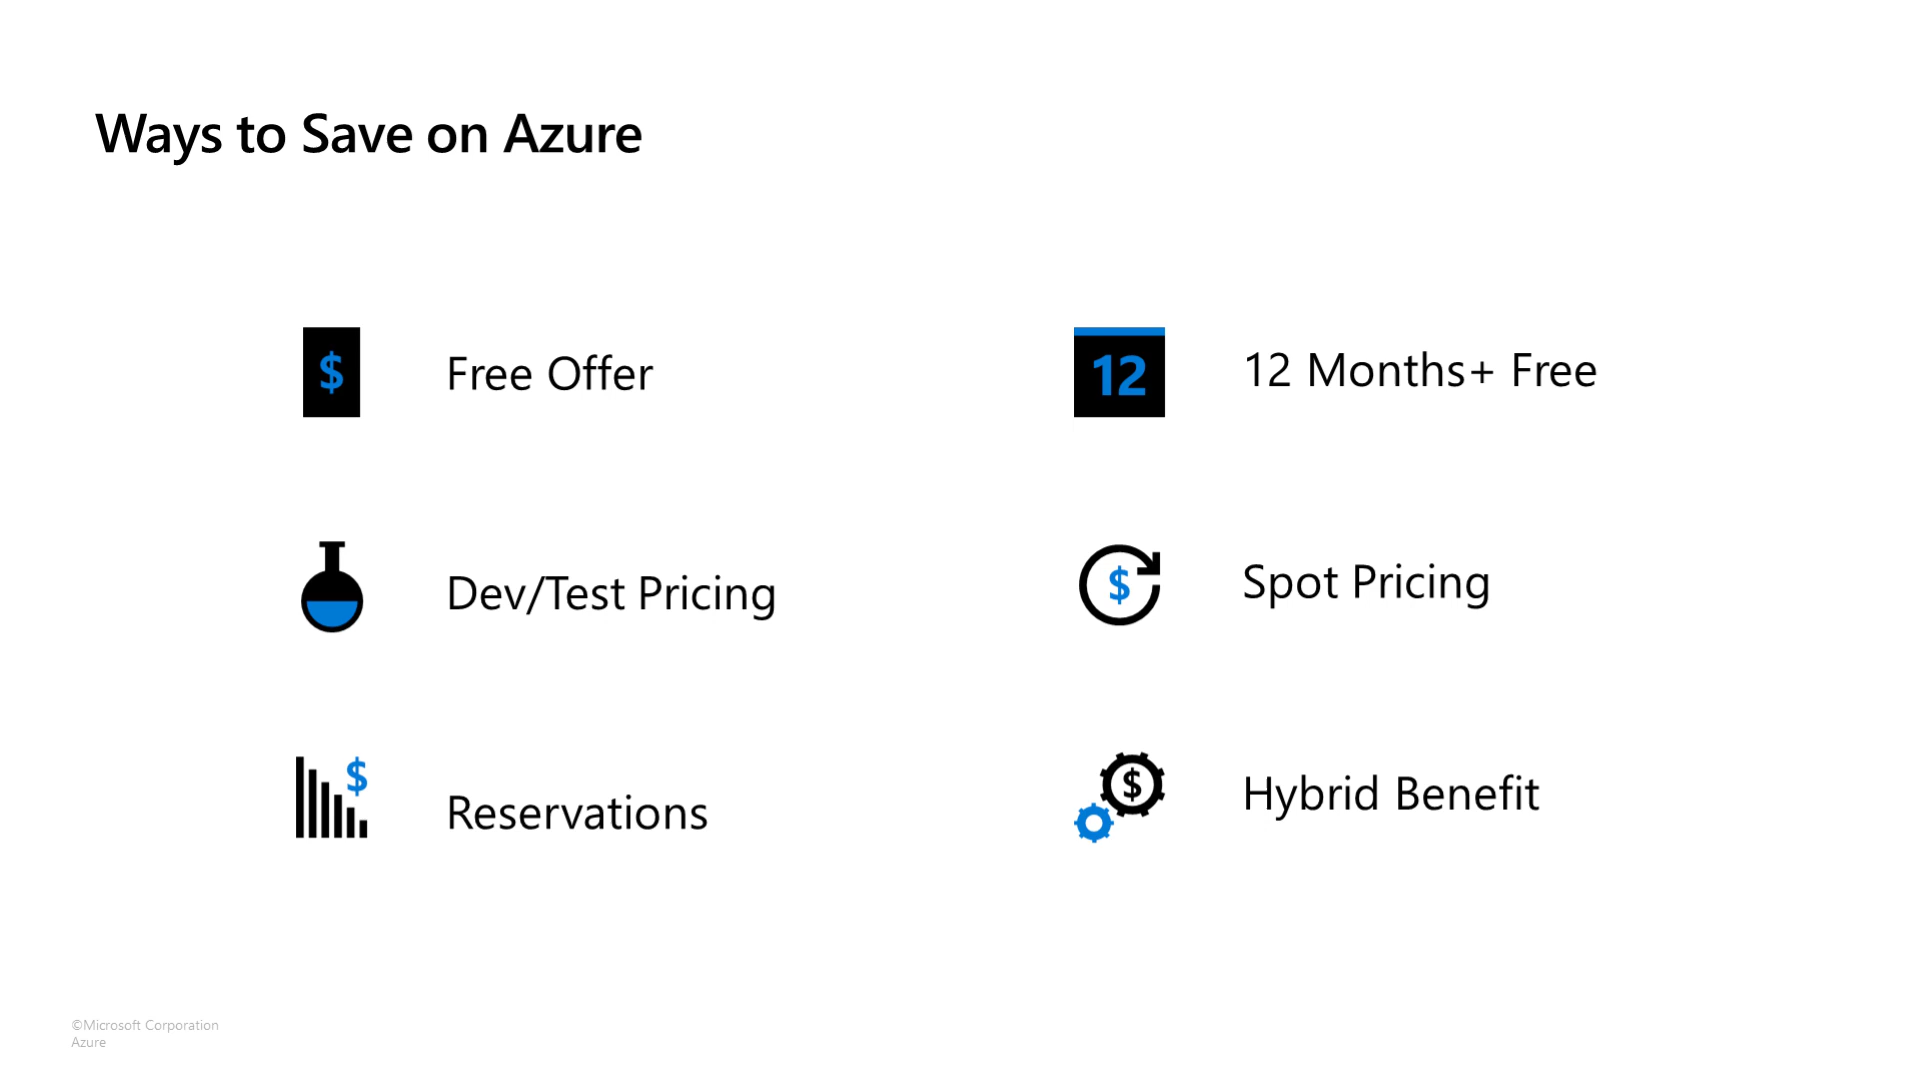 Ways to Save on Azure
$
Free Offer
12
12 Months+ Free
Dev/Test Pricing
$
Spot Pricing
$
Reservations
$
Hybrid Benefit
©Microsoft Corporation
Azure